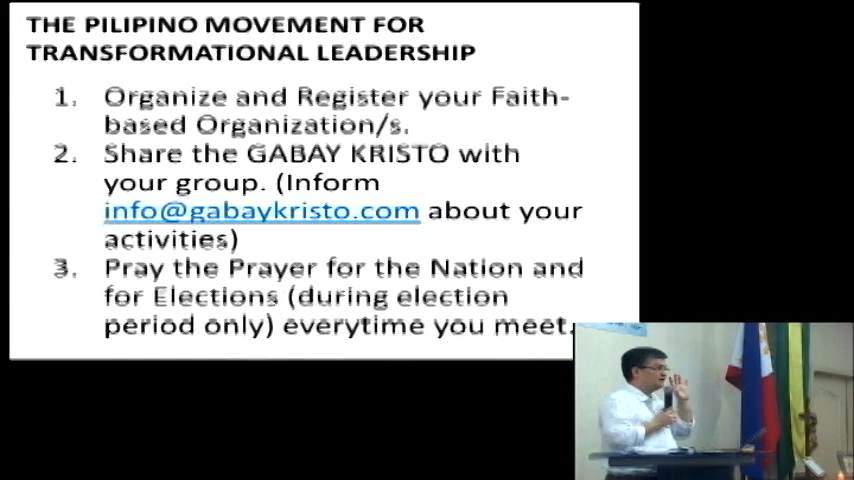 THE PILIPINO MOVEMENT FOR
TRANSFORMATIONAL LEADERSHIP
1. Organize and Register your Faith-
based Organization/s.
2. Share the GABAY KRISTO with
your group. (Inform
info@gabaykristo.com about your
activities)
3. Pray the Prayer for the Nation and
for Elections (during election
period only) everytime you meet.